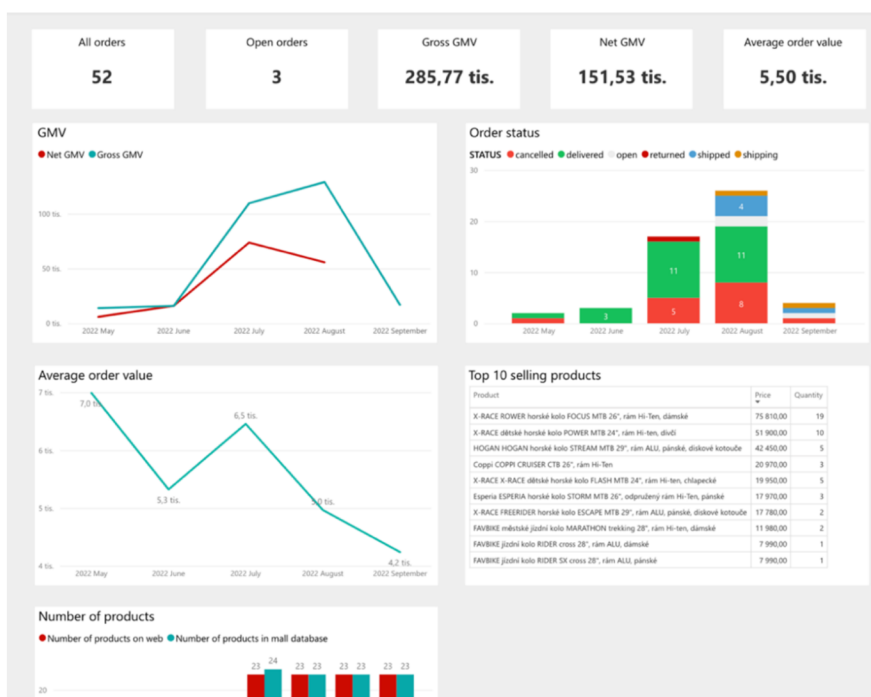 All orders
52
Open orders
3
Gross GMV
285,77 tis.
Net GMV
151,53 tis.
Average order value
5,50 tis.
GMV
Net GMV Gross GMV
100 tis.
50 tis.
0 tis.
2022 May 2022 June 2022 July 2022 August 2022 September
Order status
STATUS cancelled delivered open returned shipped shipping
30
20
10
0
3
11
5
4
11
8
2022 May 2022 June 2022 July 2022 August 2022 September
Average order value
7 tis.
6 tis.
5 tis.
4 tis.
7,0 tis.
5,3 tis.
6,5 tis.
5,0 tis.
4,2 tis.
2022 May 2022 June 2022 July 2022 August 2022 September
Top 10 selling products
Product Price Quantity
X-RACE ROWER horské kolo FOCUS MTB 26", rám Hi-Ten, dámské 75 810,00 19
X-RACE dětské horské kolo POWER MTB 24", rám Hi-ten, dívčí 51 900,00 10
HOGAN HOGAN horské kolo STREAM MTB 29", rám ALU, pánské, diskové kotouče 42 450,00 5
Coppi COPPI CRUISER CTB 26", rám Hi-Ten 20 970,00 3
X-RACE X-RACE dětské horské kolo FLASH MTB 24", rám Hi-ten, chlapecké 19 950,00 5
Esperia ESPERIA horské kolo STORM MTB 26", odpružený rám Hi-Ten, pánské 17 970,00 3
X-RACE FREERIDER horské kolo ESCAPE MTB 29", rám ALU, pánské, diskové kotouče 17 780,00 2
FAVBIKE městské jízdní kolo MARATHON trekking 28", rám Hi-ten, dámské 11 980,00 2
FAVBIKE jízdní kolo RIDER cross 28", rám ALU, dámské 7 990,00 1
FAVBIKE jízdní kolo RIDER SX cross 28", rám ALU, pánské 7 990,00 1
Number of products
Number of products on web Number of products in mall database
23 24 23 23 23 23 23 23
20